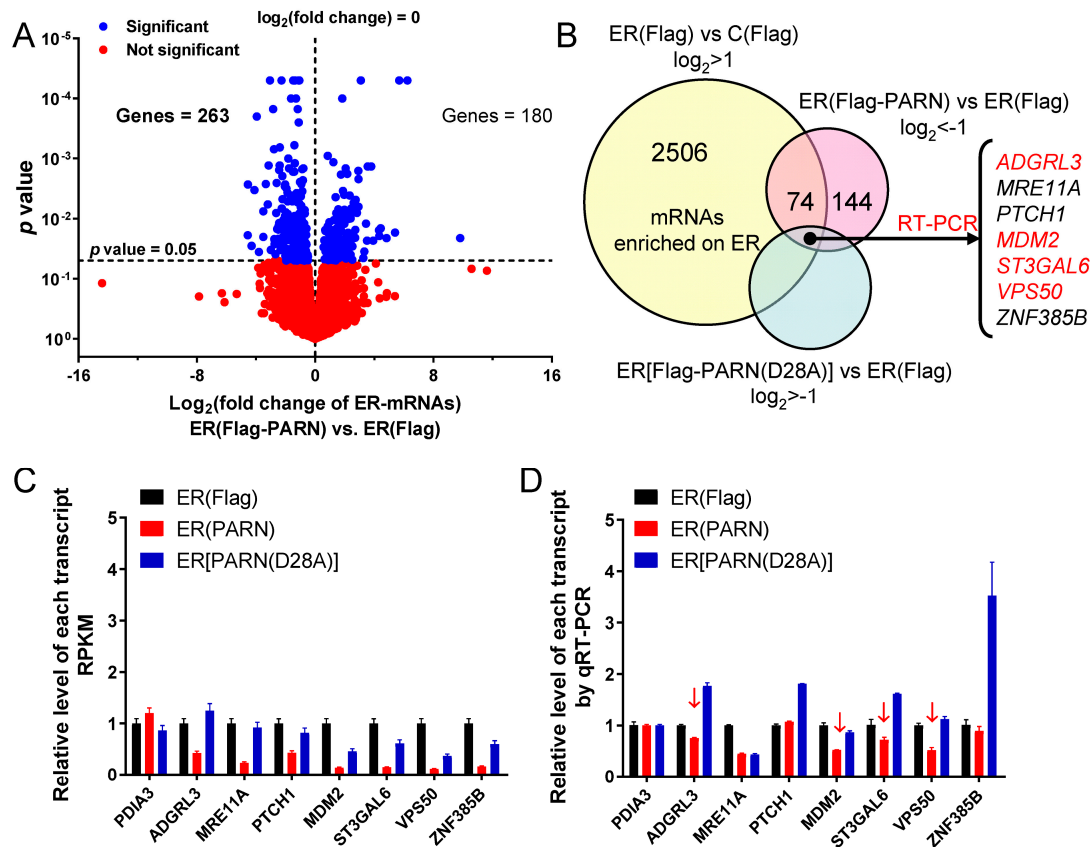 A
log2(fold change) = 0
Significant
Not significant
Genes = 263
Genes = 180
p value = 0.05
p value
10-5
10-4
10-3
10-2
10-1
100
-16
-8
0
8
16
Log2(fold change of ER-mRNAs)
ER(Flag-PARN) vs. ER(Flag)
B
ER(Flag) vs C(Flag)
log2>1
ER(Flag-PARN) vs ER(Flag)
log2<-1
2506
74
144
mRNAs
enriched on ER
RT-PCR
ADGRL3
MRE11A
PTCH1
MDM2
ST3GAL6
VPS50
ZNF385B
ER[Flag-PARN(D28A)] vs ER(Flag)
log2>-1
C
ER(Flag)
ER(PARN)
ER[PARN(D28A)]
Relative level of each transcript
RPKM
5
4
3
2
1
0
PDIA3
ADGRL3
MRE11A
PTCH1
MDM2
ST3GAL6
VPS50
ZNF385B
D
ER(Flag)
ER(PARN)
ER[PARN(D28A)]
Relative level of each transcript
by qRT-PCR
5
4
3
2
1
0
PDIA3
ADGRL3
MRE11A
PTCH1
MDM2
ST3GAL6
VPS50
ZNF385B